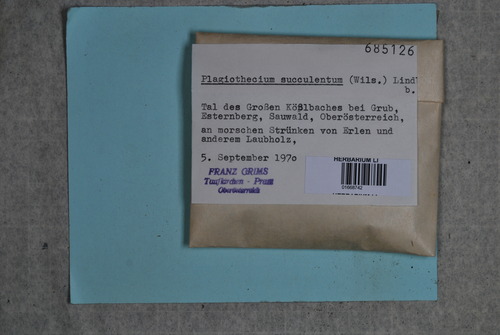 685126
Plagiothecium succulentum (Wils.) Lindb.
Tal des Großen Kößlbaches bei Grub,
Esternberg, Sauwald, Oberösterreich,
an morschen Strünken von Erlen und
anderem Laubholz,
5. September 1970
HERBARIUM LI
FRANZ GRIMS
Taufkirchen - Pram
Oberösterreich